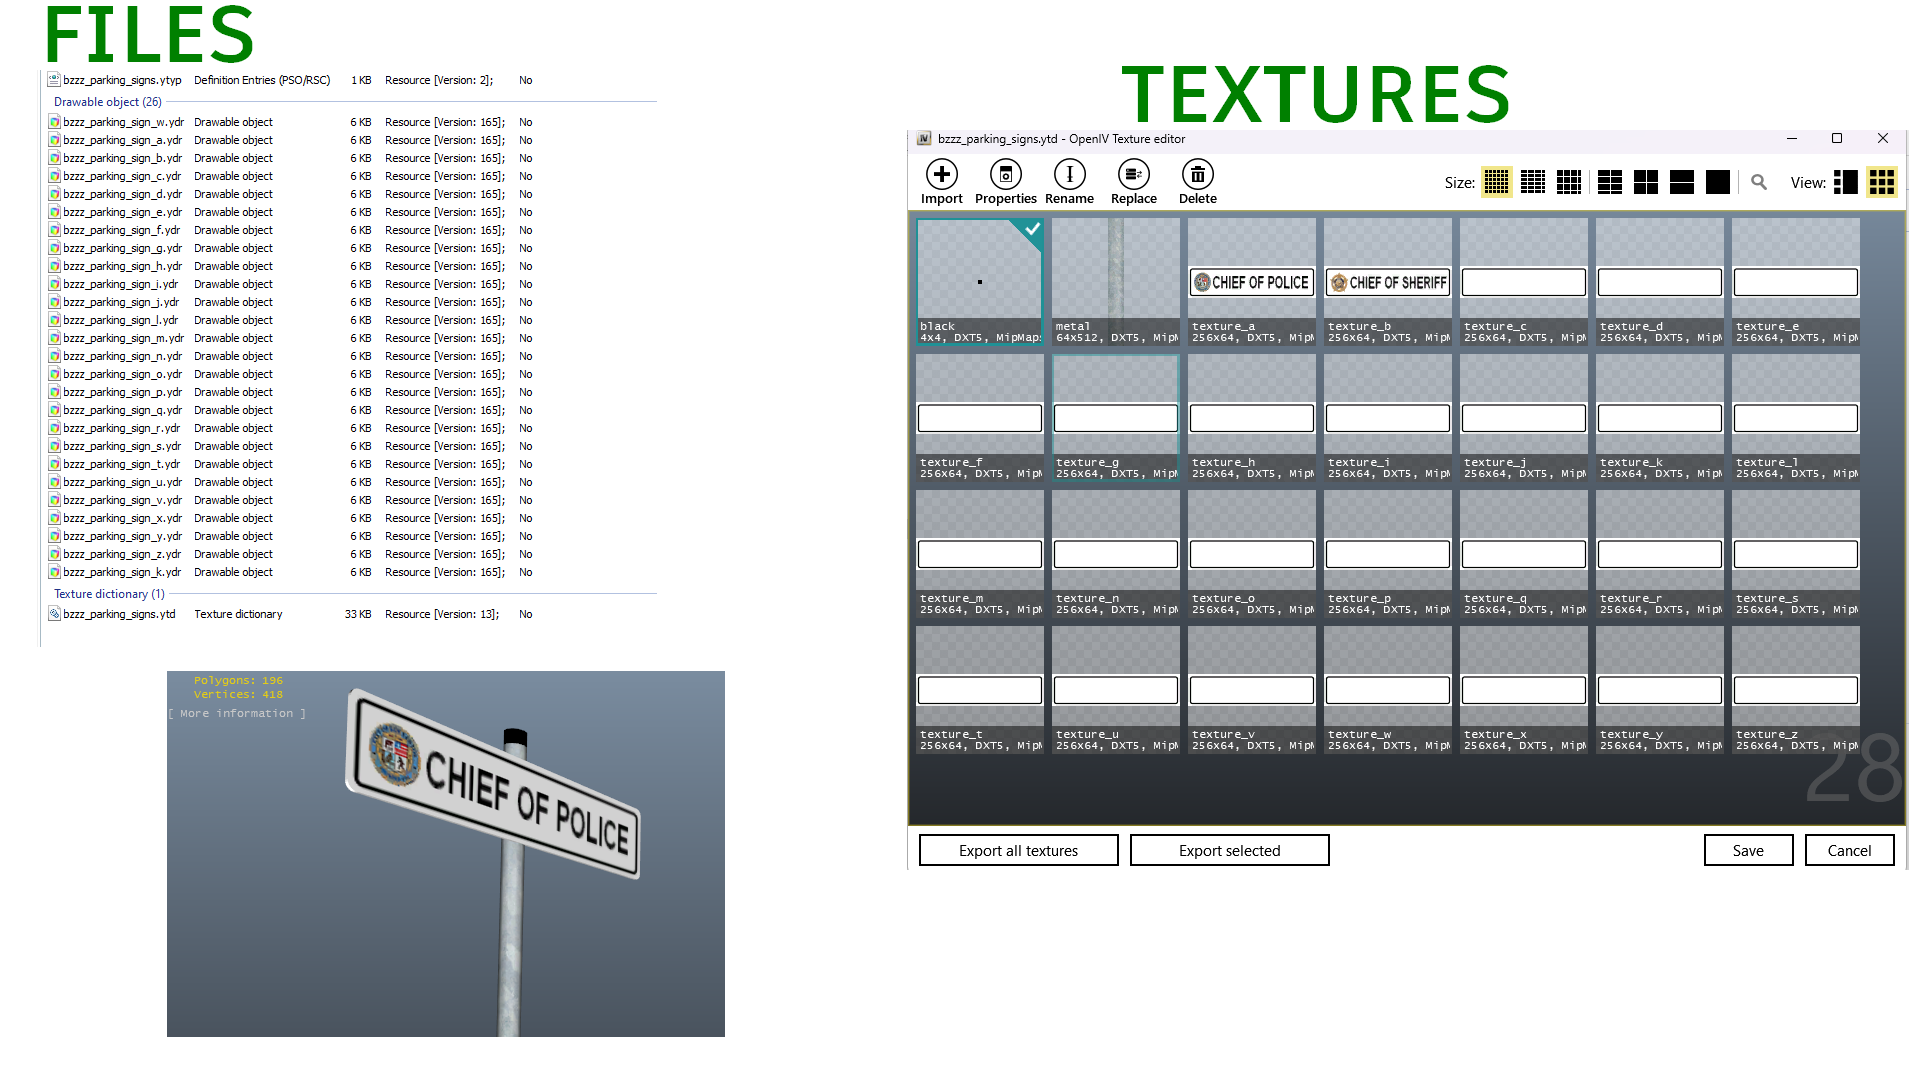 FILES
bzzz_parking_signs.ytyp Definition Entries (PSO/RSC) 1 KB Resource [Version: 2]; No
Drawable object (26)
bzzz_parking_sign_w.ydr Drawable object 6 KB Resource [Version: 165]; No
bzzz_parking_sign_a.ydr Drawable object 6 KB Resource [Version: 165]; No
bzzz_parking_sign_b.ydr Drawable object 6 KB Resource [Version: 165]; No
bzzz_parking_sign_c.ydr Drawable object 6 KB Resource [Version: 165]; No
bzzz_parking_sign_d.ydr Drawable object 6 KB Resource [Version: 165]; No
bzzz_parking_sign_e.ydr Drawable object 6 KB Resource [Version: 165]; No
bzzz_parking_sign_f.ydr Drawable object 6 KB Resource [Version: 165]; No
bzzz_parking_sign_g.ydr Drawable object 6 KB Resource [Version: 165]; No
bzzz_parking_sign_h.ydr Drawable object 6 KB Resource [Version: 165]; No
bzzz_parking_sign_i.ydr Drawable object 6 KB Resource [Version: 165]; No
bzzz_parking_sign_j.ydr Drawable object 6 KB Resource [Version: 165]; No
bzzz_parking_sign_l.ydr Drawable object 6 KB Resource [Version: 165]; No
bzzz_parking_sign_m.ydr Drawable object 6 KB Resource [Version: 165]; No
bzzz_parking_sign_n.ydr Drawable object 6 KB Resource [Version: 165]; No
bzzz_parking_sign_o.ydr Drawable object 6 KB Resource [Version: 165]; No
bzzz_parking_sign_p.ydr Drawable object 6 KB Resource [Version: 165]; No
bzzz_parking_sign_q.ydr Drawable object 6 KB Resource [Version: 165]; No
bzzz_parking_sign_r.ydr Drawable object 6 KB Resource [Version: 165]; No
bzzz_parking_sign_s.ydr Drawable object 6 KB Resource [Version: 165]; No
bzzz_parking_sign_t.ydr Drawable object 6 KB Resource [Version: 165]; No
bzzz_parking_sign_u.ydr Drawable object 6 KB Resource [Version: 165]; No
bzzz_parking_sign_v.ydr Drawable object 6 KB Resource [Version: 165]; No
bzzz_parking_sign_x.ydr Drawable object 6 KB Resource [Version: 165]; No
bzzz_parking_sign_y.ydr Drawable object 6 KB Resource [Version: 165]; No
bzzz_parking_sign_z.ydr Drawable object 6 KB Resource [Version: 165]; No
bzzz_parking_sign_k.ydr Drawable object 6 KB Resource [Version: 165]; No
Texture dictionary (1)
bzzz_parking_signs.ytd Texture dictionary 33 KB Resource [Version: 13]; No
Polygons: 196
Vertices: 418
[ More information ]
CHIEF OF POLICE
TEXTURES
IV bzzz_parking_signs.ytd - OpenIV Texture editor
Import Properties Rename Replace Delete Size: View:
CHIEF OF POLICE CHIEF OF SHERIFF
black metal texture_a texture_b texture_c texture_d texture_e
4x4, DXT5, MipMaps 64x512, DXT5, MipM 256x64, DXT5, MipM 256x64, DXT5, MipM 256x64, DXT5, MipM 256x64, DXT5, MipM 256x64, DXT5, MipM
texture_f texture_g texture_h texture_i texture_j texture_k texture_l
256x64, DXT5, MipM 256x64, DXT5, MipM 256x64, DXT5, MipM 256x64, DXT5, MipM 256x64, DXT5, MipM 256x64, DXT5, MipM 256x64, DXT5, MipM
texture_m texture_n texture_o texture_p texture_q texture_r texture_s
256x64, DXT5, MipM 256x64, DXT5, MipM 256x64, DXT5, MipM 256x64, DXT5, MipM 256x64, DXT5, MipM 256x64, DXT5, MipM 256x64, DXT5, MipM
texture_t texture_u texture_v texture_w texture_x texture_y texture_z
256x64, DXT5, MipM 256x64, DXT5, MipM 256x64, DXT5, MipM 256x64, DXT5, MipM 256x64, DXT5, MipM 256x64, DXT5, MipM 256x64, DXT5, MipM
28
Export all textures Export selected Save Cancel